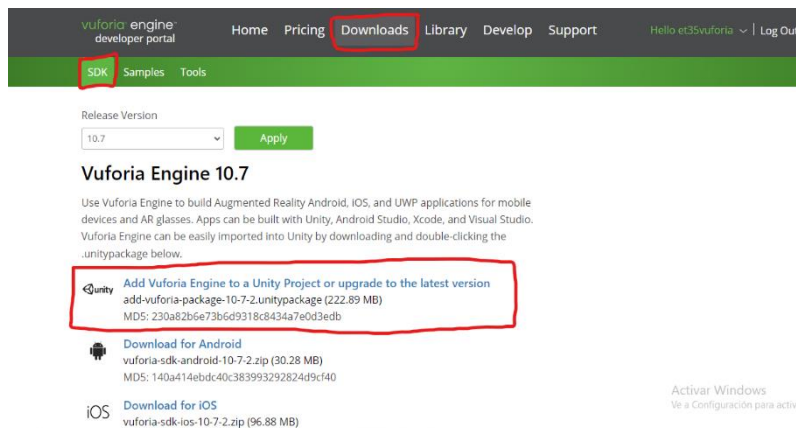 vuforia engine
developer portal
Home Pricing Downloads Library Develop Support
Hello et35vuforia | Log Out
SDK Samples Tools
Release Version
10.7
Apply
Vuforia Engine 10.7
Use Vuforia Engine to build Augmented Reality Android, iOS, and UWP applications for mobile
devices and AR glasses. Apps can be built with Unity, Android Studio, Xcode, and Visual Studio.
Vuforia Engine can be easily imported into Unity by downloading and double-clicking the
.unitypackage below.
unity
Add Vuforia Engine to a Unity Project or upgrade to the latest version
add-vuforia-package-10-7-2.unitypackage (222.89 MB)
MD5: 230a82b6e73b6d9318c8434a7e0d3edb
Download for Android
vuforia-sdk-android-10-7-2.zip (30.28 MB)
MD5: 140a414ebdc40c383993292824d9cf40
iOS
Download for iOS
vuforia-sdk-ios-10-7-2.zip (96.88 MB)
Activar Windows
Ve a Configuración para activ